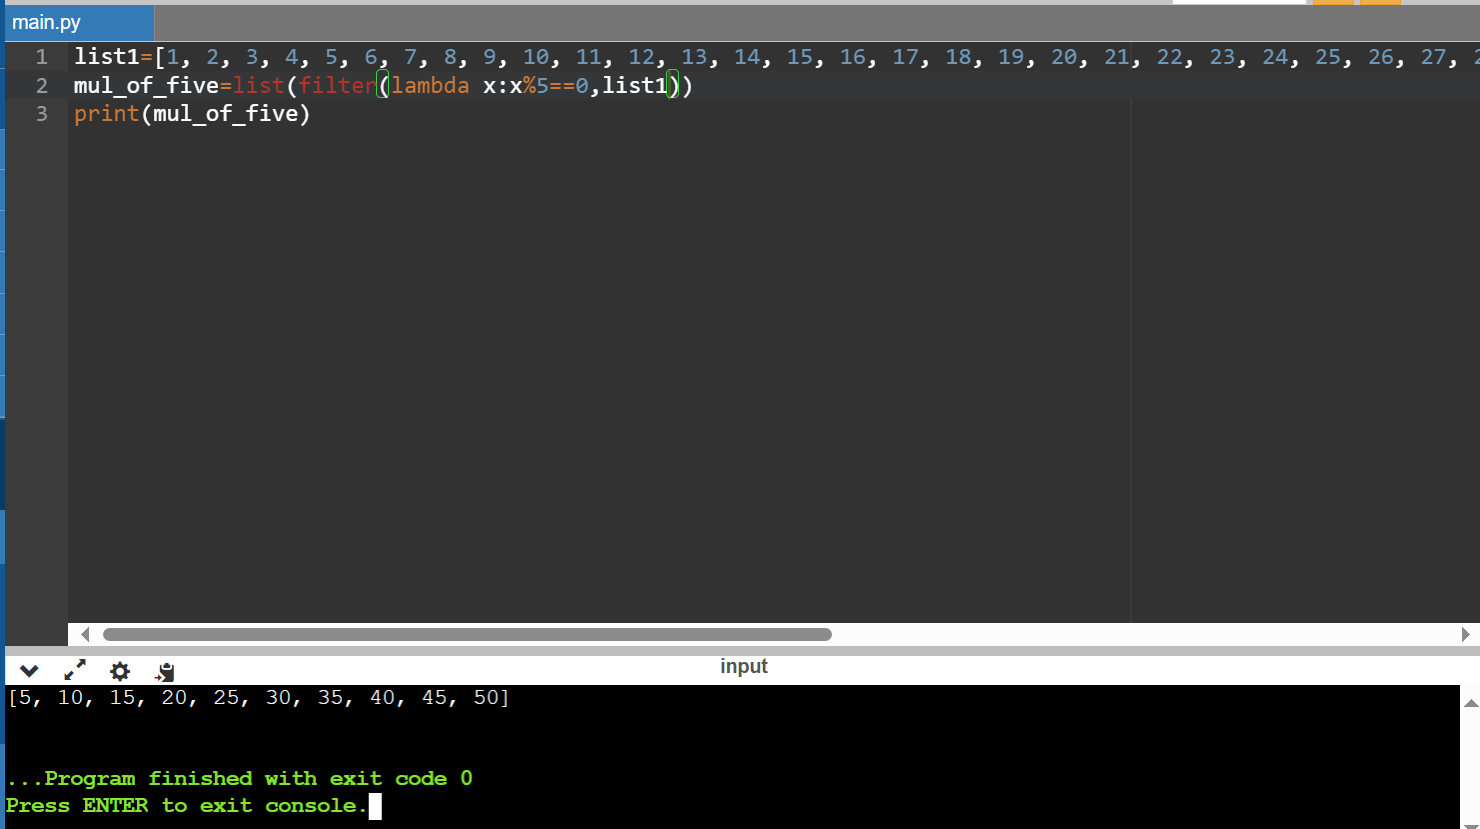 main.py
1 list1=[1, 2, 3, 4, 5, 6, 7, 8, 9, 10, 11, 12, 13, 14, 15, 16, 17, 18, 19, 20, 21, 22, 23, 24, 25, 26, 27,
2 mul_of_five=list(filter(lambda x:x%5==0,list1))
3 print(mul_of_five)
input
[5, 10, 15, 20, 25, 30, 35, 40, 45, 50]
...Program finished with exit code 0
Press ENTER to exit console.